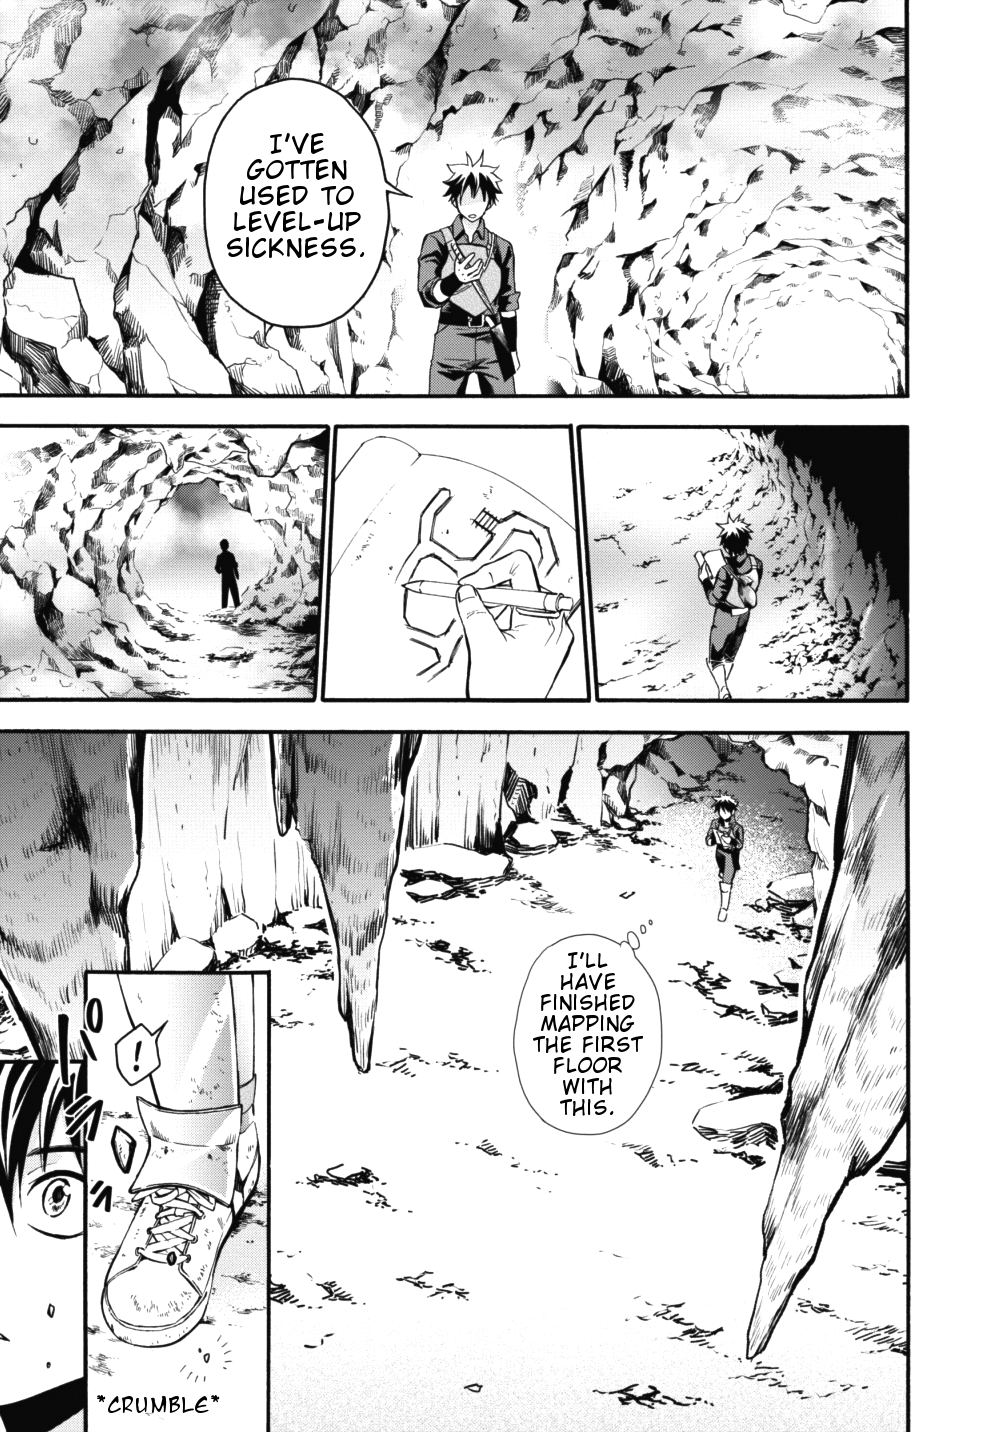 I'VE
GOTTEN
USED TO
LEVEL-UP
SICKNESS.
I'LL
HAVE
FINISHED
MAPPING
THE FIRST
FLOOR
WITH
THIS.
!
*CRUMBLE*